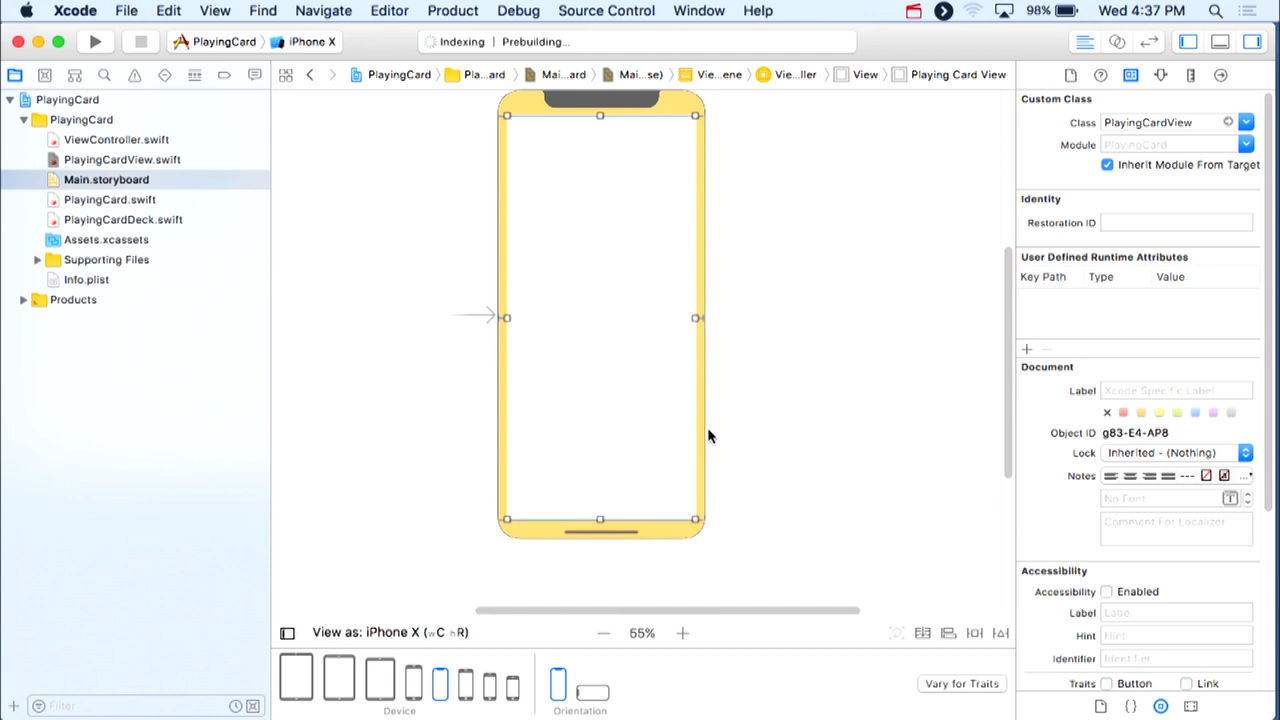 Xcode File Edit View Find Navigate Editor Product Debug Source Control Window Help 98% Wed 4:37 PM
PlayingCard iPhone X Indexing | Prebuilding...
PlayingCard Pla...ard Mai...ard Mai...se) Vie...ene Vie...ller View Playing Card View
PlayingCard
PlayingCard
ViewController.swift
PlayingCardView.swift
Main.storyboard
PlayingCard.swift
PlayingCardDeck.swift
Assets.xcassets
Supporting Files
Info.plist
Products
Filter
View as: iPhone X (wC hR)
55%
Device
Orientation
Vary for Traits
Custom Class
Class PlayingCardView
Module PlayingCard
Inherit Module From Target
Identity
Restoration ID
User Defined Runtime Attributes
Key Path Type Value
Document
Label Xcode Specific Label
Object ID g83-E4-AP8
Lock Inherited - (Nothing)
Notes
No Font
Comment For Localizer
Accessibility
Accessibility Enabled
Label Label
Hint Hint
Identifier Identifier
Traits Button Link